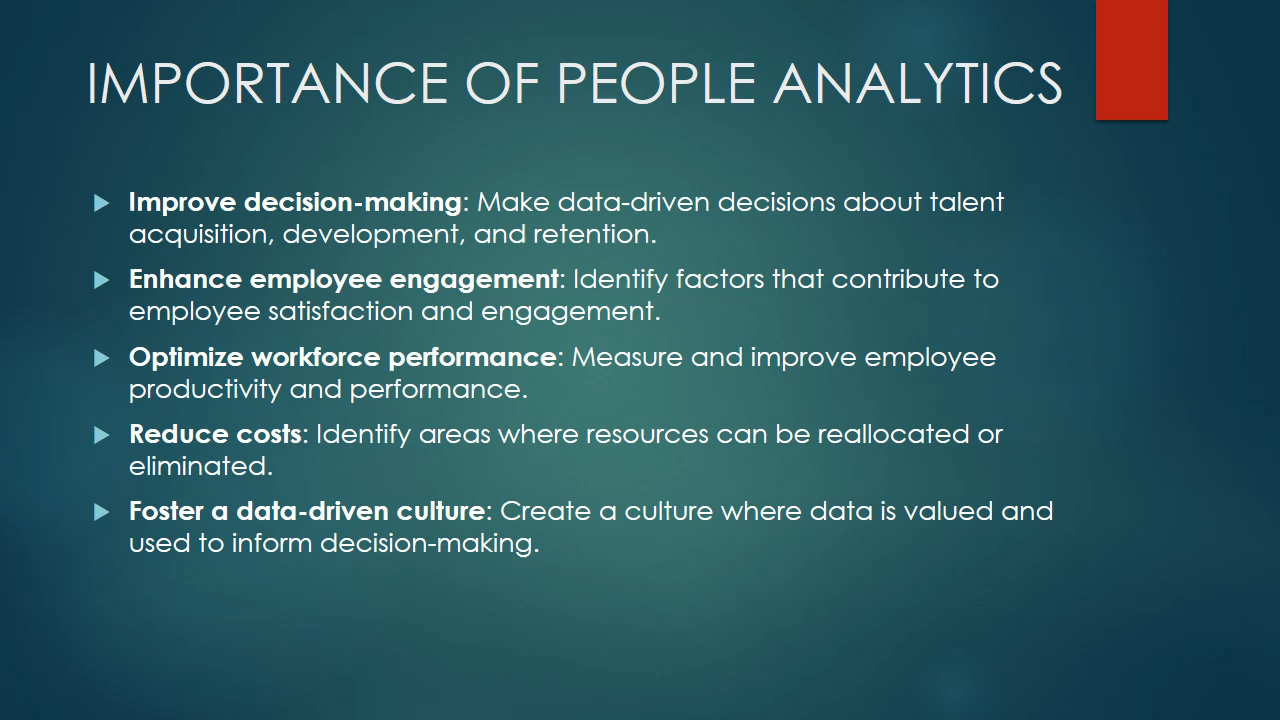 IMPORTANCE OF PEOPLE ANALYTICS
Improve decision-making: Make data-driven decisions about talent
acquisition, development, and retention.
Enhance employee engagement: Identify factors that contribute to
employee satisfaction and engagement.
Optimize workforce performance: Measure and improve employee
productivity and performance.
Reduce costs: Identify areas where resources can be reallocated or
eliminated.
Foster a data-driven culture: Create a culture where data is valued and
used to inform decision-making.